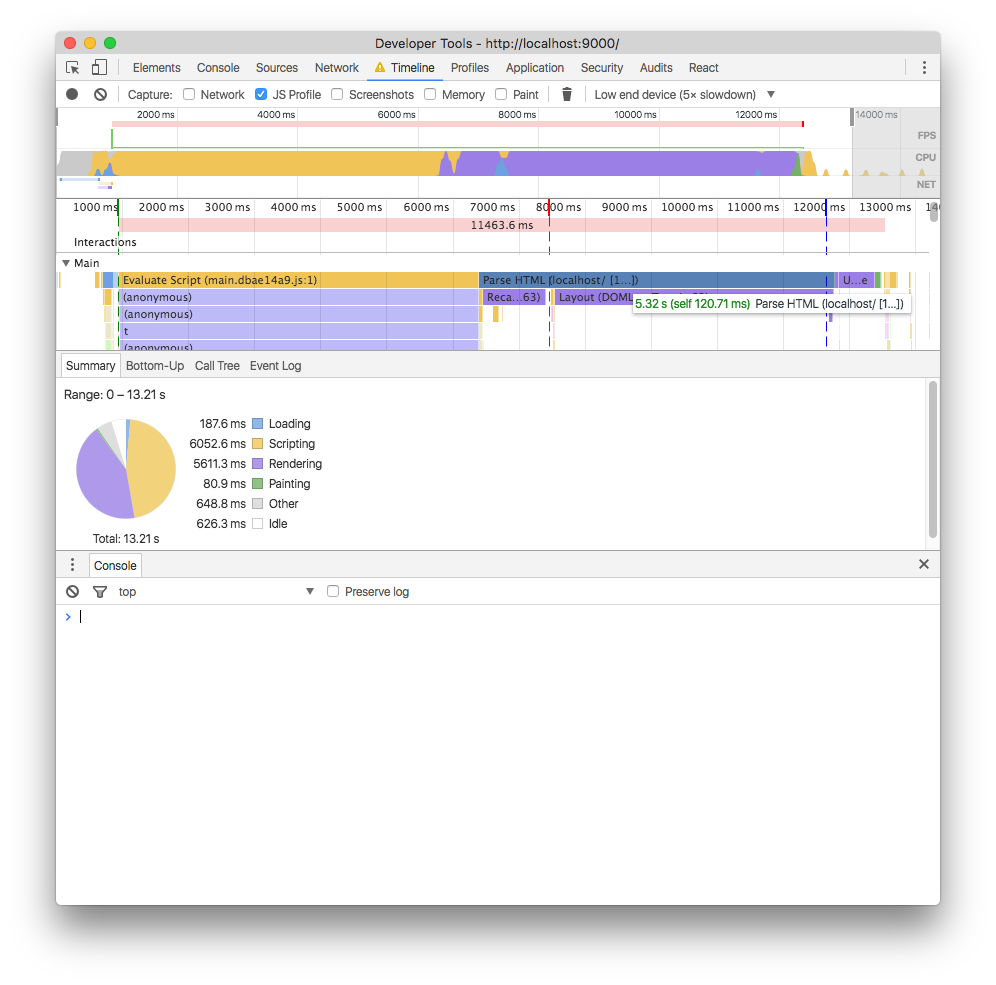 Developer Tools - http://localhost:9000/
Elements Console Sources Network Timeline Profiles Application Security Audits React
Capture: Network JS Profile Screenshots Memory Paint Low end device (5× slowdown)
2000 ms 4000 ms 6000 ms 8000 ms 10000 ms 12000 ms 14000 ms
FPS
CPU
NET
1000 ms 2000 ms 3000 ms 4000 ms 5000 ms 6000 ms 7000 ms 8000 ms 9000 ms 10000 ms 11000 ms 12000 ms 13000 ms
11463.6 ms
Interactions
Main
Evaluate Script (main.dbae14a9.js:1) Parse HTML (localhost/ [1...]) U...e
(anonymous) Reca...63) Layout (DOML
5.32 s (self 120.71 ms) Parse HTML (localhost/ [1...])
(anonymous)
t
(anonymous)
Summary Bottom-Up Call Tree Event Log
Range: 0 – 13.21 s
187.6 ms Loading
6052.6 ms Scripting
5611.3 ms Rendering
80.9 ms Painting
648.8 ms Other
626.3 ms Idle
Total: 13.21 s
Console
top Preserve log